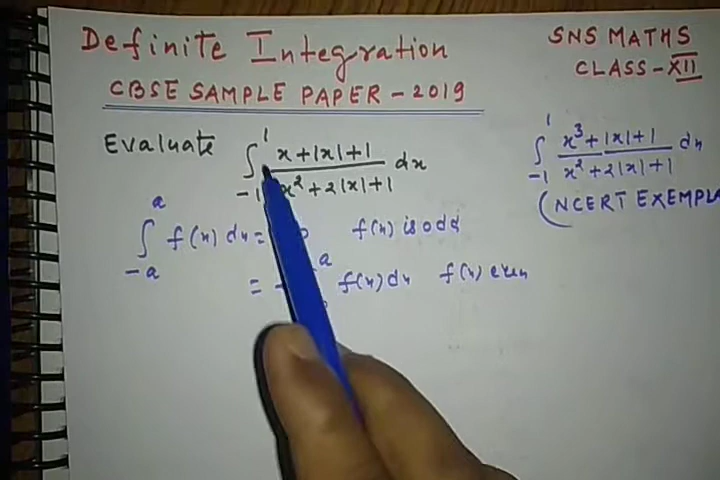 Definite Integration
CBSE SAMPLE PAPER - 2019
SNS MATHS
CLASS - XII
Evaluate ∫_{-1}^{1} (x + |x| + 1)/(x² + 2|x| + 1) dx
∫_{-1}^{1} (x³ + |x| + 1)/(x² + 2|x| + 1) dx
(NCERT EXEMPLA
∫_{-a}^{a} f(x) dx = f(x) is odd
= a f(x) dx f(x) even